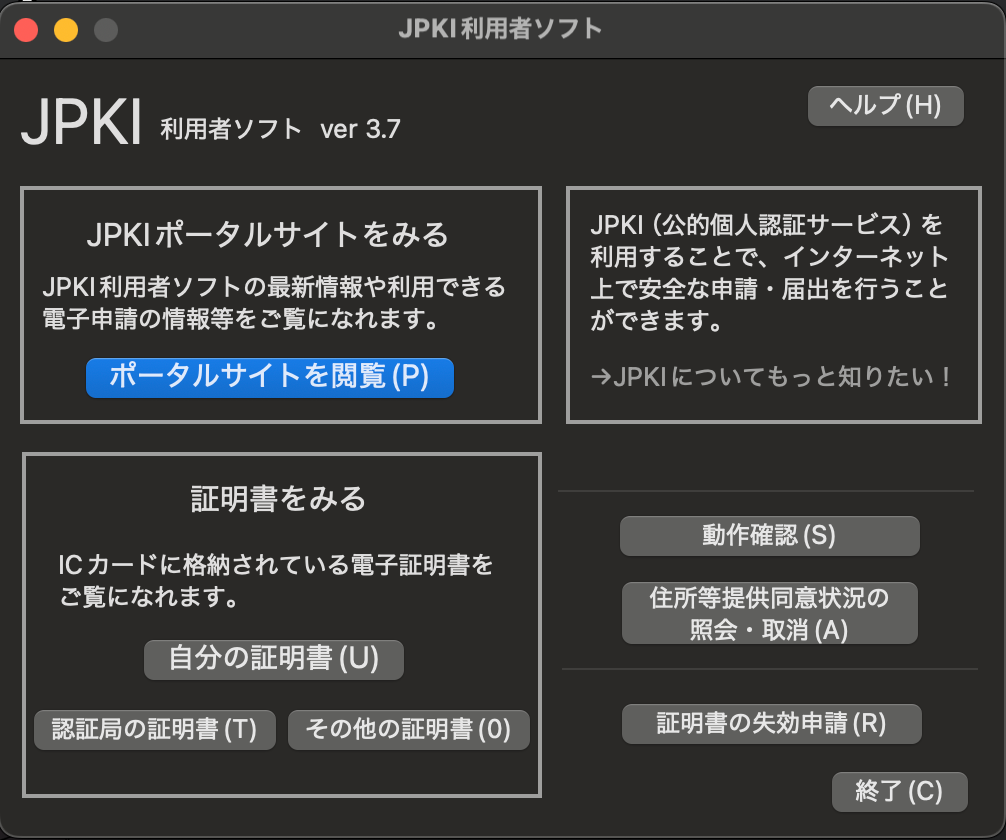 JPKI利用者ソフト
JPKI 利用者ソフト ver 3.7
ヘルプ(H)
JPKIポータルサイトをみる
JPKI利用者ソフトの最新情報や利用できる
電子申請の情報等をご覧になれます。
ポータルサイトを閲覧(P)
JPKI（公的個人認証サービス）を
利用することで、インターネット
上で安全な申請・届出を行うこと
ができます。
→JPKIについてもっと知りたい！
証明書をみる
ICカードに格納されている電子証明書を
ご覧になれます。
自分の証明書(U)
認証局の証明書(T)
その他の証明書(0)
動作確認(S)
住所等提供同意状況の
照会・取消(A)
証明書の失効申請(R)
終了(C)